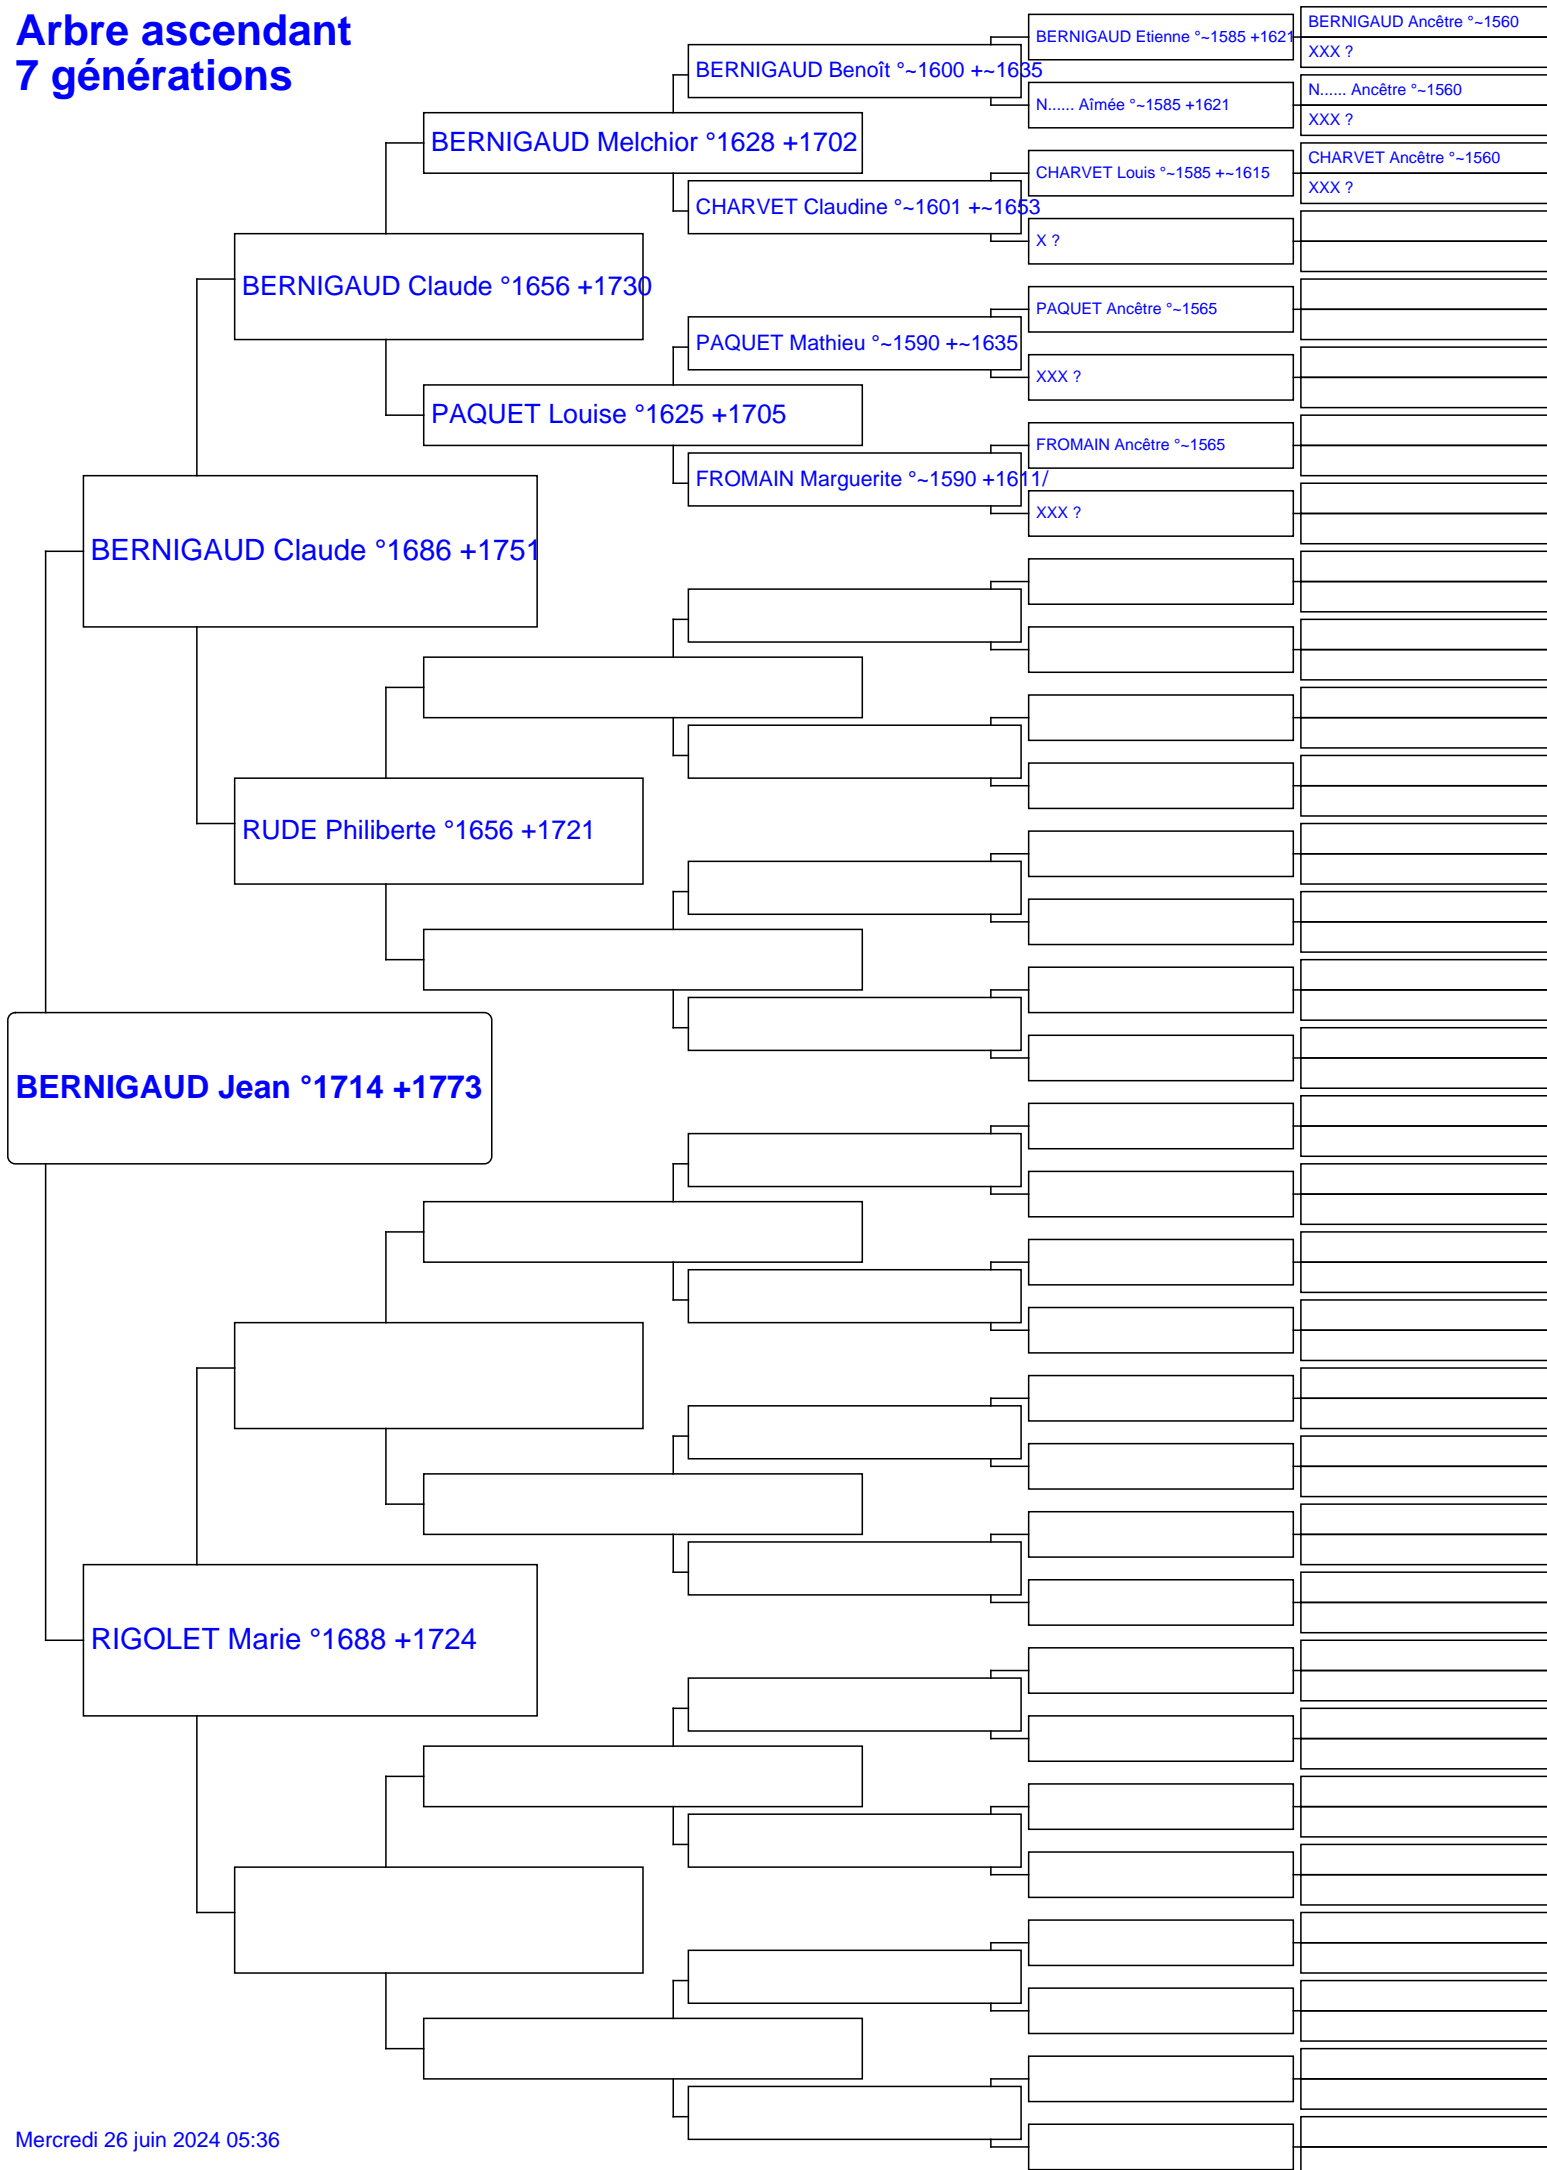 Arbre ascendant
7 générations
BERNIGAUD Ancêtre °~1560
BERNIGAUD Etienne °~1585 +1621
XXX ?
BERNIGAUD Benoît °~1600 +~1635
N...... Ancêtre °~1560
N...... Aîmée °~1585 +1621
XXX ?
BERNIGAUD Melchior °1628 +1702
CHARVET Ancêtre °~1560
CHARVET Louis °~1585 +~1615
XXX ?
CHARVET Claudine °~1601 +~1653
X ?
BERNIGAUD Claude °1656 +1730
PAQUET Ancêtre °~1565
PAQUET Mathieu °~1590 +~1635
XXX ?
PAQUET Louise °1625 +1705
FROMAIN Ancêtre °~1565
FROMAIN Marguerite °~1590 +1611/
XXX ?
BERNIGAUD Claude °1686 +1751
RUDE Philiberte °1656 +1721
BERNIGAUD Jean °1714 +1773
RIGOLET Marie °1688 +1724
Mercredi 26 juin 2024 05:36